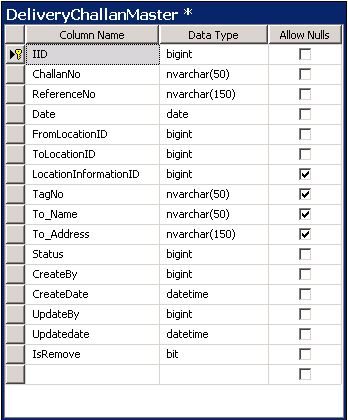 DeliveryChallanMaster *
Column Name Data Type Allow Nulls
IID bigint
ChallanNo nvarchar(50)
ReferenceNo nvarchar(150)
Date date
FromLocationID bigint
ToLocationID bigint
LocationInformationID bigint
TagNo nvarchar(50)
To_Name nvarchar(50)
To_Address nvarchar(150)
Status bigint
CreateBy bigint
CreateDate datetime
UpdateBy bigint
Updatedate datetime
IsRemove bit